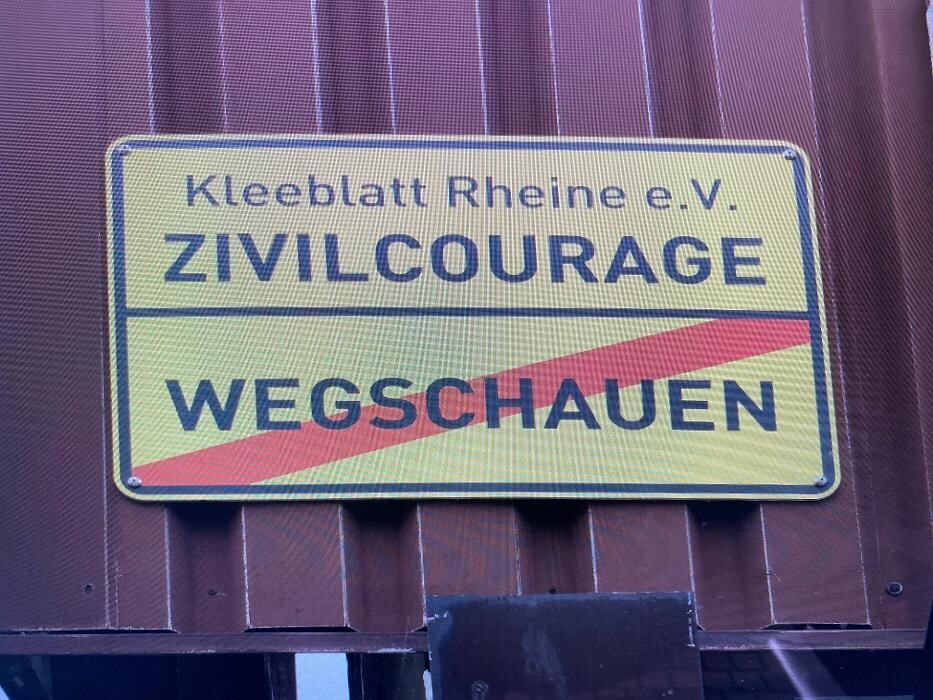 Kleeblatt Rheine e.V.
ZIVILCOURAGE
WEGSCHAUEN